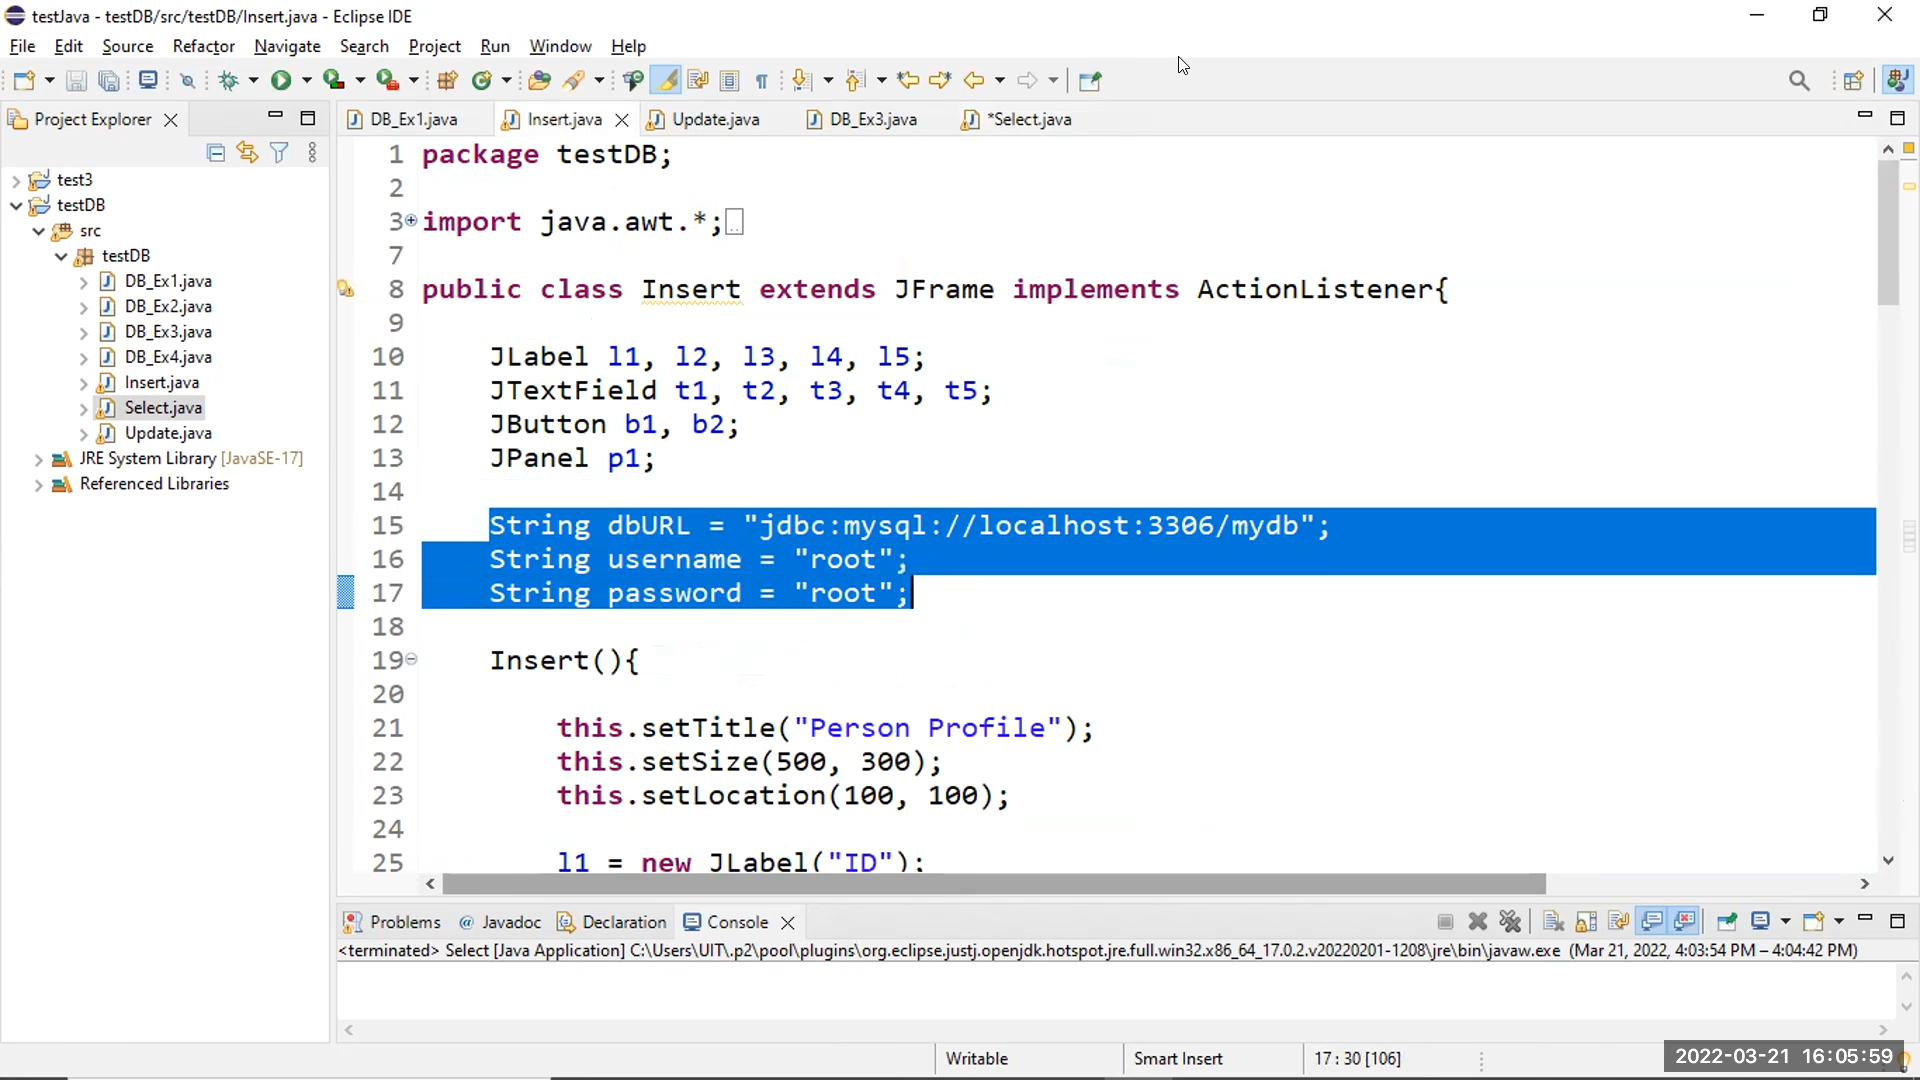 testJava - testDB/src/testDB/Insert.java - Eclipse IDE
File Edit Source Refactor Navigate Search Project Run Window Help
Project Explorer
DB_Ex1.java Insert.java Update.java DB_Ex3.java *Select.java
test3
testDB
src
testDB
DB_Ex1.java
DB_Ex2.java
DB_Ex3.java
DB_Ex4.java
Insert.java
Select.java
Update.java
JRE System Library [JavaSE-17]
Referenced Libraries
1 package testDB;
2
3 import java.awt.*;
7
8 public class Insert extends JFrame implements ActionListener{
9
10 JLabel l1, l2, l3, l4, l5;
11 JTextField t1, t2, t3, t4, t5;
12 JButton b1, b2;
13 JPanel p1;
14
15 String dbURL = "jdbc:mysql://localhost:3306/mydb";
16 String username = "root";
17 String password = "root";
18
19 Insert(){
20
21 this.setTitle("Person Profile");
22 this.setSize(500, 300);
23 this.setLocation(100, 100);
24
25 l1 = new JLabel("ID");
Problems @ Javadoc Declaration Console
<terminated> Select [Java Application] C:\Users\UIT\.p2\pool\plugins\org.eclipse.justj.openjdk.hotspot.jre.full.win32.x86_64_17.0.2.v20220201-1208\jre\bin\javaw.exe (Mar 21, 2022, 4:03:54 PM – 4:04:42 PM)
Writable Smart Insert 17 : 30 [106]
2022-03-21 16:05:59